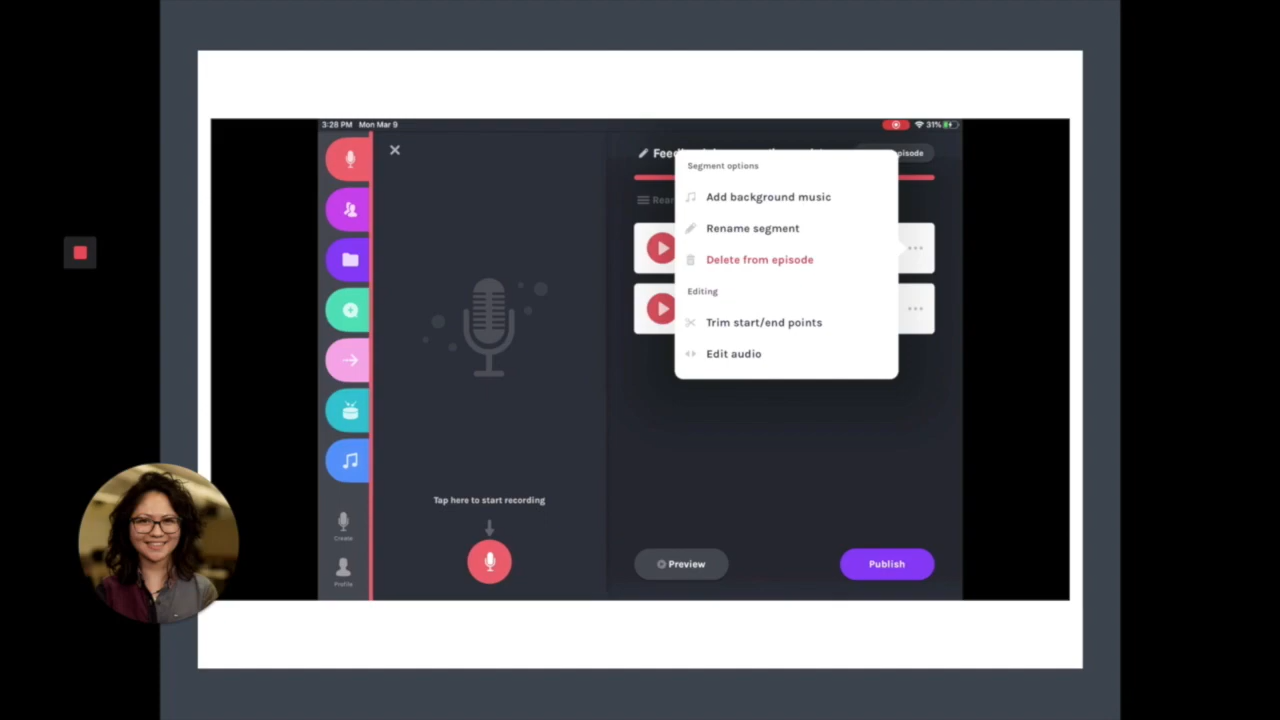 3:28 PM Mon Mar 9
31%
Segment options
Add background music
Rename segment
Delete from episode
Editing
Trim start/end points
Edit audio
Tap here to start recording
Create
Profile
Preview
Publish